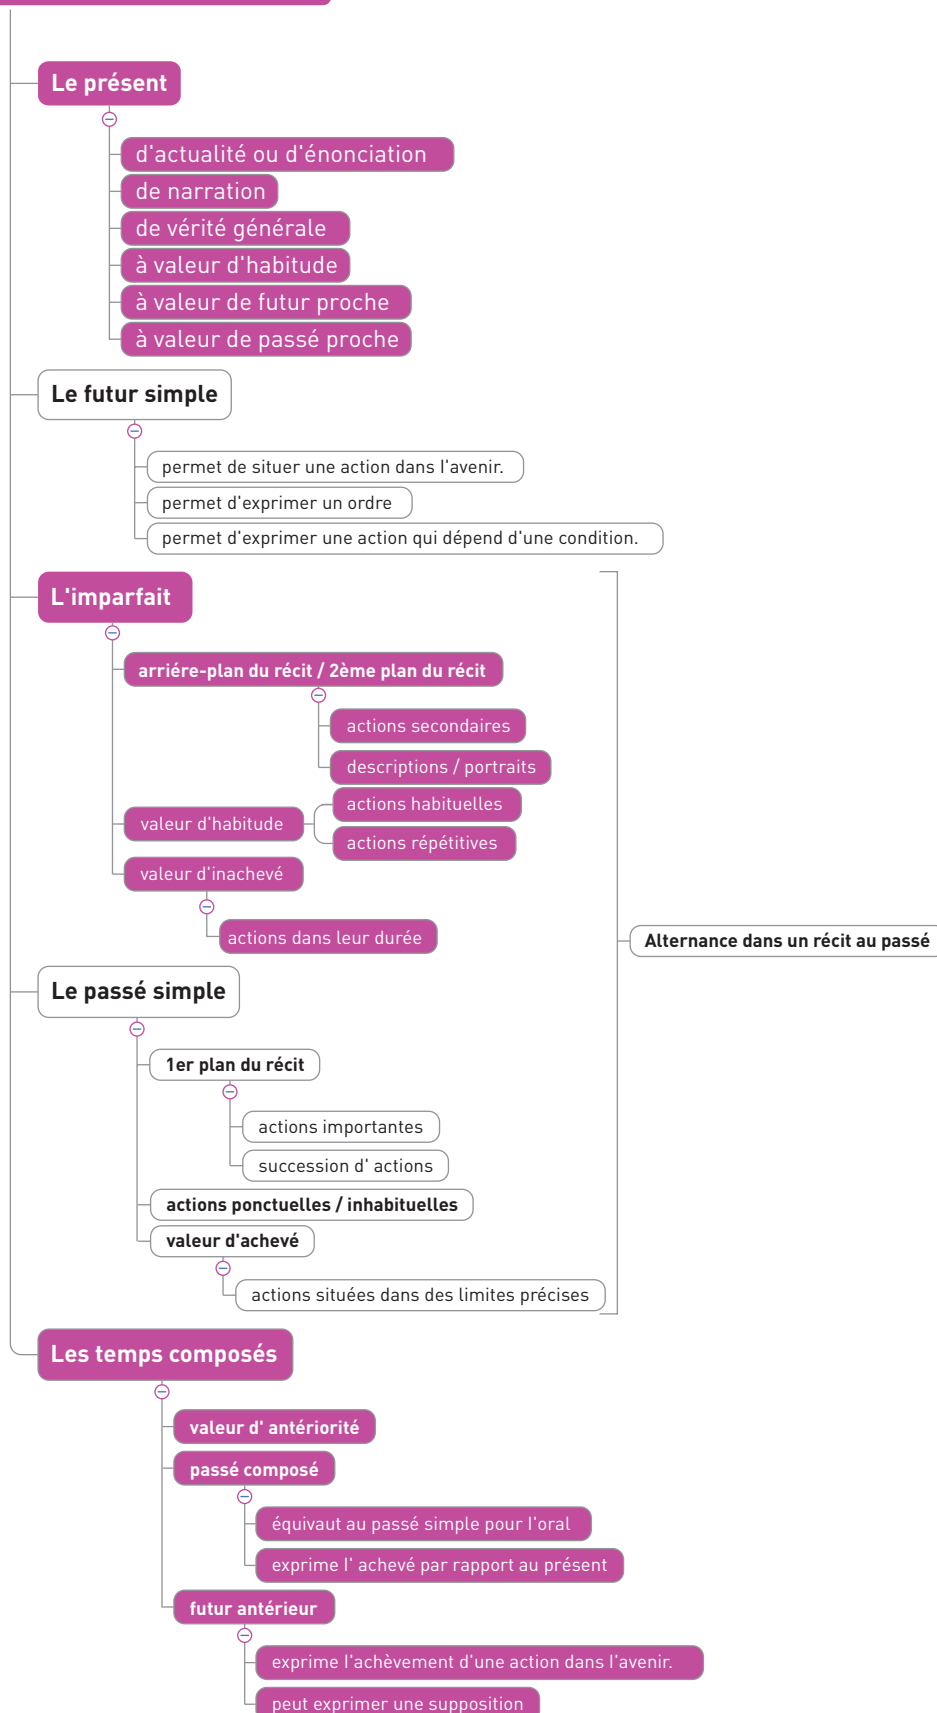 Le présent
d'actualité ou d'énonciation
de narration
de vérité générale
à valeur d'habitude
à valeur de futur proche
à valeur de passé proche
Le futur simple
permet de situer une action dans l'avenir.
permet d'exprimer un ordre
permet d'exprimer une action qui dépend d'une condition.
L'imparfait
arriére-plan du récit / 2ème plan du récit
actions secondaires
descriptions / portraits
valeur d'habitude
actions habituelles
actions répétitives
valeur d'inachevé
actions dans leur durée
Alternance dans un récit au passé
Le passé simple
1er plan du récit
actions importantes
succession d' actions
actions ponctuelles / inhabituelles
valeur d'achevé
actions situées dans des limites précises
Les temps composés
valeur d' antériorité
passé composé
équivaut au passé simple pour l'oral
exprime l' achevé par rapport au présent
futur antérieur
exprime l'achèvement d'une action dans l'avenir.
peut exprimer une supposition